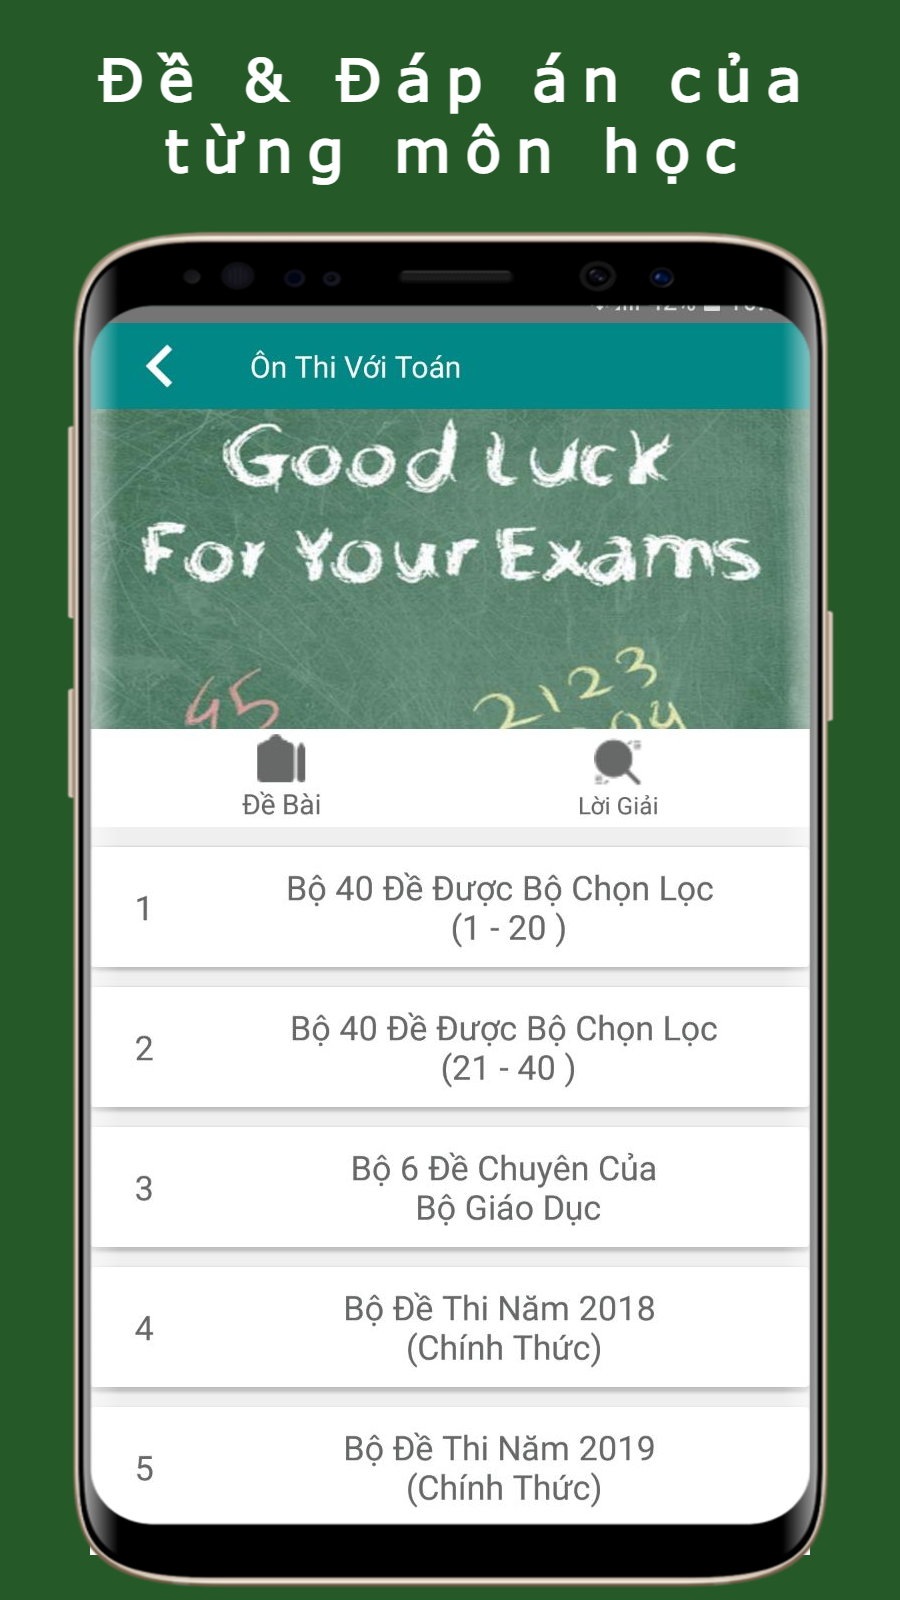 Đề & Đáp án của
từng môn học
Ôn Thi Với Toán
Good Luck
For Your Exams
45
2123
Đề Bài
Lời Giải
1
Bộ 40 Đề Được Bộ Chọn Lọc
(1 - 20 )
2
Bộ 40 Đề Được Bộ Chọn Lọc
(21 - 40 )
3
Bộ 6 Đề Chuyên Của
Bộ Giáo Dục
4
Bộ Đề Thi Năm 2018
(Chính Thức)
5
Bộ Đề Thi Năm 2019
(Chính Thức)